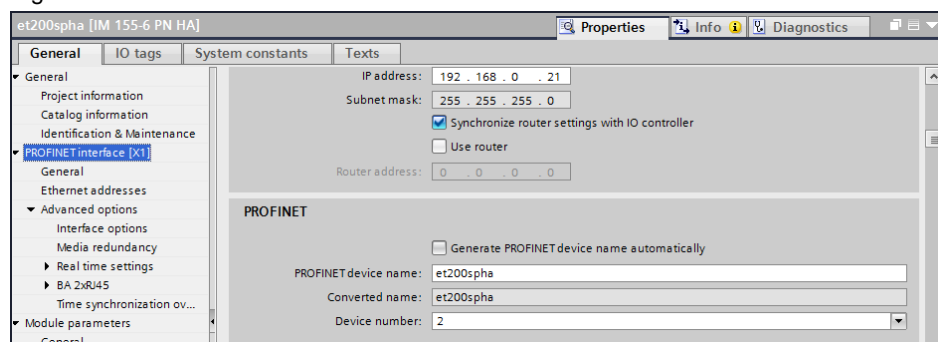 et200spha [IM 155-6 PN HA]
Properties
Info
Diagnostics
General
IO tags
System constants
Texts
General
Project information
Catalog information
Identification & Maintenance
PROFINET interface [X1]
General
Ethernet addresses
Advanced options
Interface options
Media redundancy
Real time settings
BA 2xRJ45
Time synchronization ov...
Module parameters
General
IP address: 192 . 168 . 0 . 21
Subnet mask: 255 . 255 . 255 . 0
Synchronize router settings with IO controller
Use router
Router address: 0 . 0 . 0 . 0
PROFINET
Generate PROFINET device name automatically
PROFINET device name: et200spha
Converted name: et200spha
Device number: 2